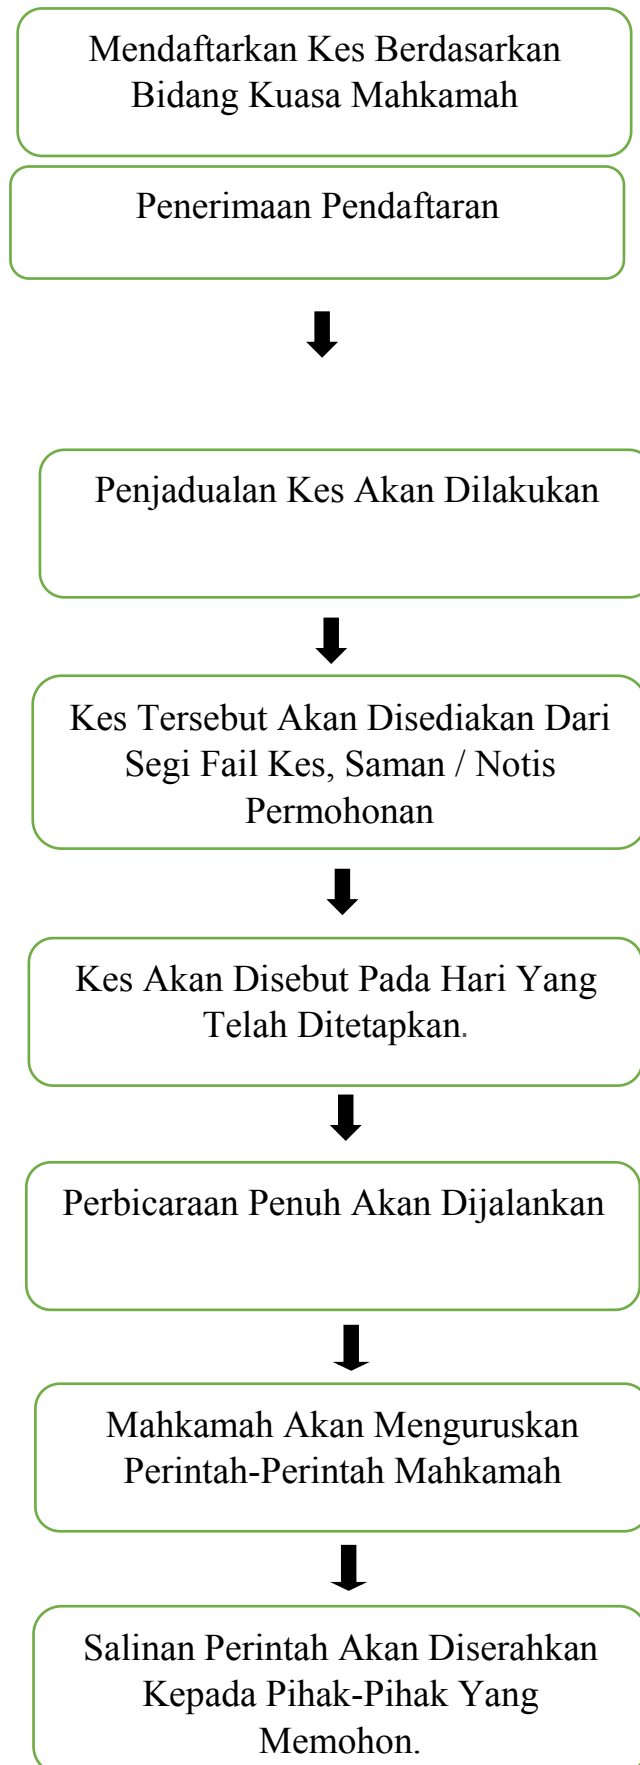 Mendaftarkan Kes Berdasarkan
Bidang Kuasa Mahkamah
Penerimaan Pendaftaran
Penjadualan Kes Akan Dilakukan
Kes Tersebut Akan Disediakan Dari
Segi Fail Kes, Saman / Notis
Permohonan
Kes Akan Disebut Pada Hari Yang
Telah Ditetapkan.
Perbicaraan Penuh Akan Dijalankan
Mahkamah Akan Menguruskan
Perintah-Perintah Mahkamah
Salinan Perintah Akan Diserahkan
Kepada Pihak-Pihak Yang
Memohon.